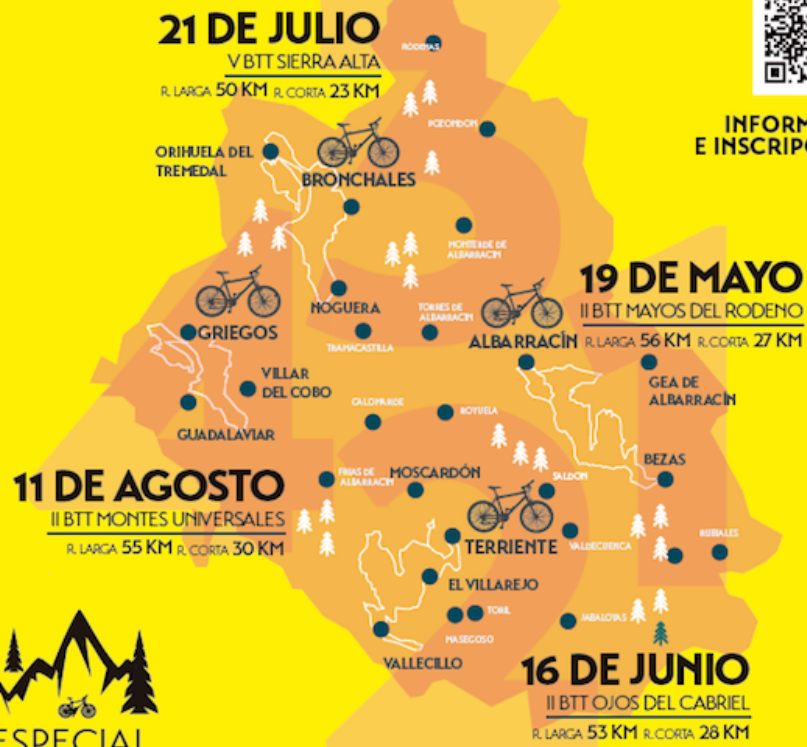 21 DE JULIO
V BTT SIERRA ALTA
R. LARGA 50 KM R. CORTA 23 KM
RODENAS
POZONDON
INFORM
E INSCRIPC
ORIHUELA DEL
TREMEDAL
BRONCHALES
MONTERDE DE
ALBARRACÍN
19 DE MAYO
II BTT MAYOS DEL RODENO
R. LARGA 56 KM R. CORTA 27 KM
NOGUERA
TORRES DE
ALBARRACÍN
GRIEGOS
TRAMACASTILLA
ALBARRACÍN
VILLAR
DEL COBO
GEA DE
ALBARRACÍN
CALOMARDE
ROYUELA
GUADALAVIAR
11 DE AGOSTO
II BTT MONTES UNIVERSALES
R. LARGA 55 KM R. CORTA 30 KM
FRIAS DE
ALBARRACIN
MOSCARDÓN
SALDON
BEZAS
TERRIENTE
VALDECUENCA
RUBIALES
EL VILLAREJO
TORIL
MASEGOSO
JABALOYAS
VALLECILLO
16 DE JUNIO
II BTT OJOS DEL CABRIEL
R. LARGA 53 KM R. CORTA 28 KM
ESPECIAL